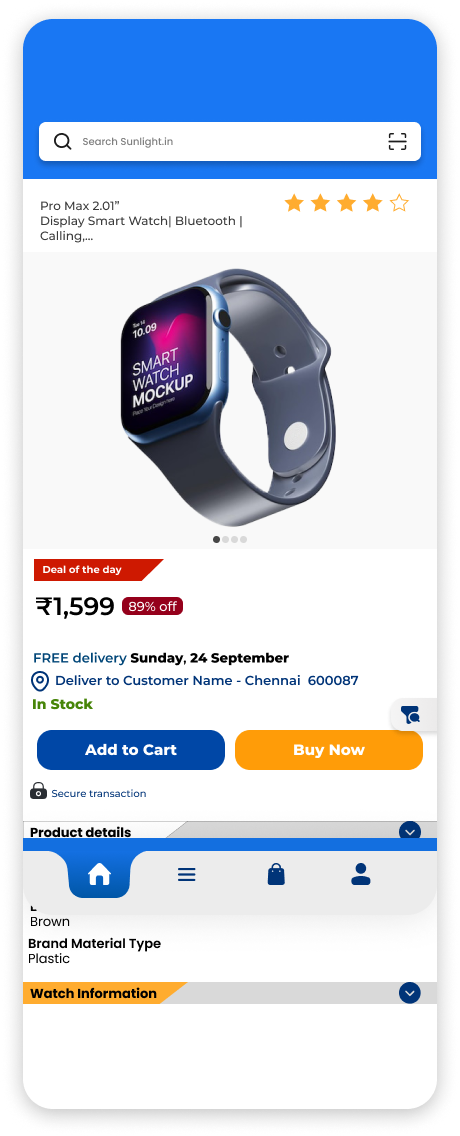 Search Sunlight.in
Pro Max 2.01”
Display Smart Watch| Bluetooth |
Calling,...
Tue 14
10.09
SMART
WATCH
MOCKUP
Place Your Design here
Deal of the day
₹1,599 89% off
FREE delivery Sunday, 24 September
Deliver to Customer Name - Chennai 600087
In Stock
Add to Cart
Buy Now
Secure transaction
Product details
Brown
Brand Material Type
Plastic
Watch Information